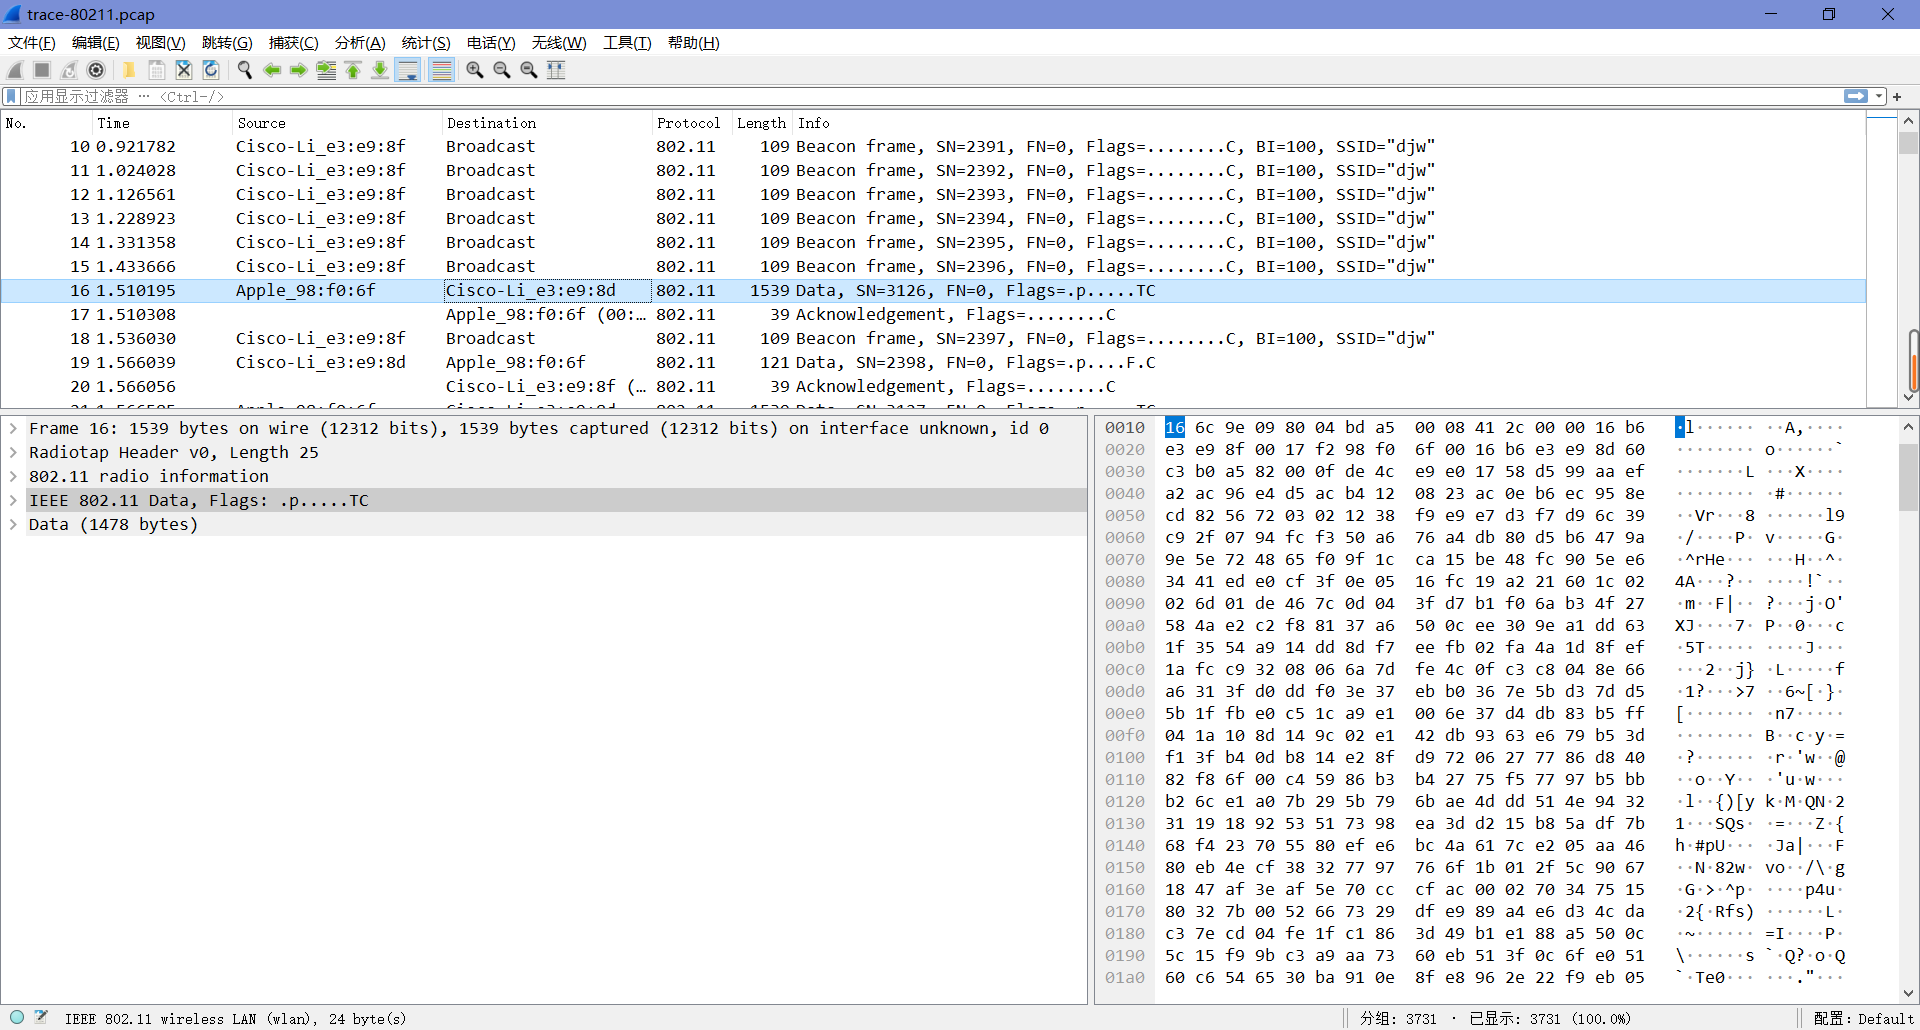 trace-80211.pcap
文件(F) 编辑(E) 视图(V) 跳转(G) 捕获(C) 分析(A) 统计(S) 电话(Y) 无线(W) 工具(T) 帮助(H)
应用显示过滤器 … <Ctrl-/>
No. Time Source Destination Protocol Length Info
10 0.921782 Cisco-Li_e3:e9:8f Broadcast 802.11 109 Beacon frame, SN=2391, FN=0, Flags=........C, BI=100, SSID="djw"
11 1.024028 Cisco-Li_e3:e9:8f Broadcast 802.11 109 Beacon frame, SN=2392, FN=0, Flags=........C, BI=100, SSID="djw"
12 1.126561 Cisco-Li_e3:e9:8f Broadcast 802.11 109 Beacon frame, SN=2393, FN=0, Flags=........C, BI=100, SSID="djw"
13 1.228923 Cisco-Li_e3:e9:8f Broadcast 802.11 109 Beacon frame, SN=2394, FN=0, Flags=........C, BI=100, SSID="djw"
14 1.331358 Cisco-Li_e3:e9:8f Broadcast 802.11 109 Beacon frame, SN=2395, FN=0, Flags=........C, BI=100, SSID="djw"
15 1.433666 Cisco-Li_e3:e9:8f Broadcast 802.11 109 Beacon frame, SN=2396, FN=0, Flags=........C, BI=100, SSID="djw"
16 1.510195 Apple_98:f0:6f Cisco-Li_e3:e9:8d 802.11 1539 Data, SN=3126, FN=0, Flags=.p.....TC
17 1.510308 Apple_98:f0:6f (00:… 802.11 39 Acknowledgement, Flags=........C
18 1.536030 Cisco-Li_e3:e9:8f Broadcast 802.11 109 Beacon frame, SN=2397, FN=0, Flags=........C, BI=100, SSID="djw"
19 1.566039 Cisco-Li_e3:e9:8d Apple_98:f0:6f 802.11 121 Data, SN=2398, FN=0, Flags=.p....F.C
20 1.566056 Cisco-Li_e3:e9:8f (… 802.11 39 Acknowledgement, Flags=........C
Frame 16: 1539 bytes on wire (12312 bits), 1539 bytes captured (12312 bits) on interface unknown, id 0
Radiotap Header v0, Length 25
802.11 radio information
IEEE 802.11 Data, Flags: .p.....TC
Data (1478 bytes)
0010 16 6c 9e 09 80 04 bd a5 00 08 41 2c 00 00 16 b6 ·l······ ··A,····
0020 e3 e9 8f 00 17 f2 98 f0 6f 00 16 b6 e3 e9 8d 60 ········ o······`
0030 c3 b0 a5 82 00 0f de 4c e9 e0 17 58 d5 99 aa ef ·······L ···X····
0040 a2 ac 96 e4 d5 ac b4 12 08 23 ac 0e b6 ec 95 8e ········ ·#······
0050 cd 82 56 72 03 02 12 38 f9 e9 e7 d3 f7 d9 6c 39 ··Vr···8 ······l9
0060 c9 2f 07 94 fc f3 50 a6 76 a4 db 80 d5 b6 47 9a ·/····P· v·····G·
0070 9e 5e 72 48 65 f0 9f 1c ca 15 be 48 fc 90 5e e6 ·^rHe··· ···H··^·
0080 34 41 ed e0 cf 3f 0e 05 16 fc 19 a2 21 60 1c 02 4A···?·· ····!`··
0090 02 6d 01 de 46 7c 0d 04 3f d7 b1 f0 6a b3 4f 27 ·m··F|·· ?···j·O'
00a0 58 4a e2 c2 f8 81 37 a6 50 0c ee 30 9e a1 dd 63 XJ····7· P··0···c
00b0 1f 35 54 a9 14 dd 8d f7 ee fb 02 fa 4a 1d 8f ef ·5T····· ····J···
00c0 1a fc c9 32 08 06 6a 7d fe 4c 0f c3 c8 04 8e 66 ···2··j} ·L·····f
00d0 a6 31 3f d0 dd f0 3e 37 eb b0 36 7e 5b d3 7d d5 ·1?···>7 ··6~[·}·
00e0 5b 1f fb e0 c5 1c a9 e1 00 6e 37 d4 db 83 b5 ff [······· ·n7·····
00f0 04 1a 10 8d 14 9c 02 e1 42 db 93 63 e6 79 b5 3d ········ B··c·y·=
0100 f1 3f b4 0d b8 14 e2 8f d9 72 06 27 77 86 d8 40 ·?······ ·r·'w··@
0110 82 f8 6f 00 c4 59 86 b3 b4 27 75 f5 77 97 b5 bb ··o··Y·· ·'u·w···
0120 b2 6c e1 a0 7b 29 5b 79 6b ae 4d dd 51 4e 94 32 ·l··{)[y k·M·QN·2
0130 31 19 18 92 53 51 73 98 ea 3d d2 15 b8 5a df 7b 1···SQs· ·=···Z·{
0140 68 f4 23 70 55 80 ef e6 bc 4a 61 7c e2 05 aa 46 h·#pU··· ·Ja|···F
0150 80 eb 4e cf 38 32 77 97 76 6f 1b 01 2f 5c 90 67 ··N·82w· vo··/\·g
0160 18 47 af 3e af 5e 70 cc cf ac 00 02 70 34 75 15 ·G·>·^p· ····p4u·
0170 80 32 7b 00 52 66 73 29 df e9 89 a4 e6 d3 4c da ·2{·Rfs) ······L·
0180 c3 7e cd 04 fe 1f c1 86 3d 49 b1 e1 88 a5 50 0c ·~······ =I····P·
0190 5c 15 f9 9b c3 a9 aa 73 60 eb 51 3f 0c 6f e0 51 \······s `·Q?·o·Q
01a0 60 c6 54 65 30 ba 91 0e 8f e8 96 2e 22 f9 eb 05 `·Te0··· ···."···
IEEE 802.11 wireless LAN (wlan), 24 byte(s) 分组: 3731 · 已显示: 3731 (100.0%) 配置: Default